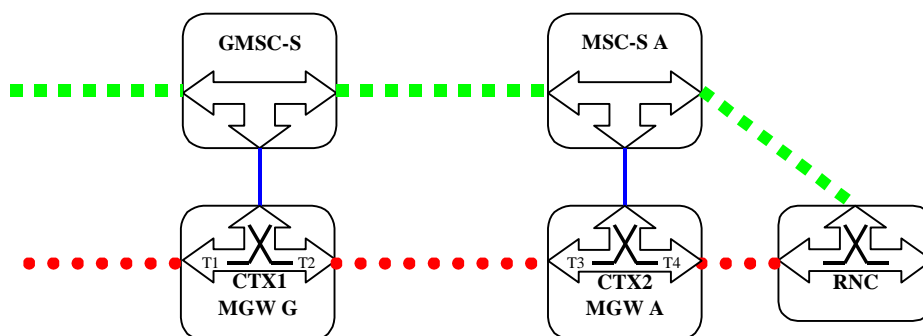 GMSC-S
MSC-S A
T1
T2
CTX1
MGW G
T3
T4
CTX2
MGW A
RNC